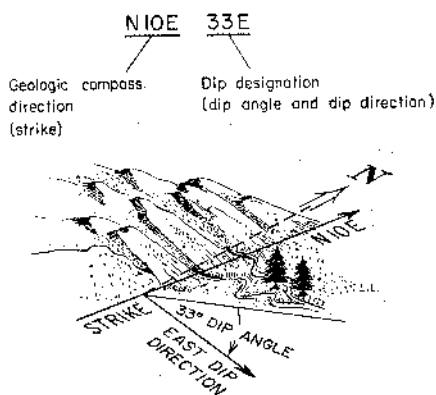 N10E 33E
Geologic compass
direction
(strike)
Dip designation
(dip angle and dip direction)
N
N10E
STRIKE
33° DIP ANGLE
EAST DIP
DIRECTION